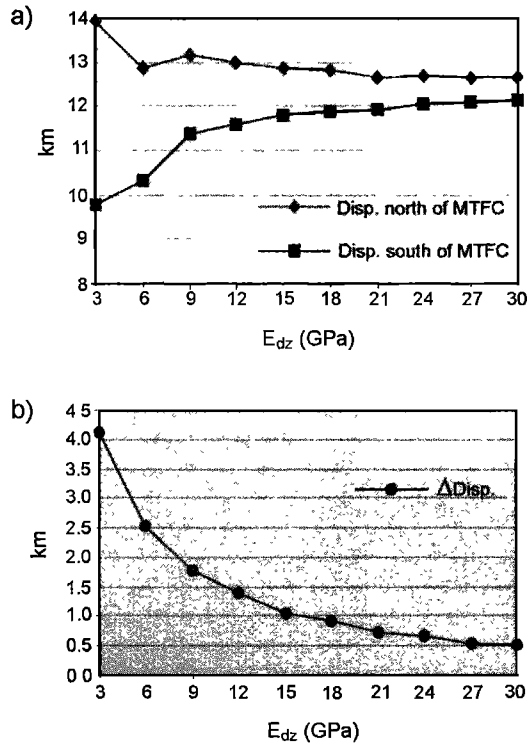 a)
14
13
12
11
10
9
8
km
Disp. north of MTFC
Disp. south of MTFC
3 6 9 12 15 18 21 24 27 30
Edz (GPa)
b)
4 5
4.0
3.5
3.0
2.5
2.0
1.5
1.0
0.5
0 0
km
ΔDisp.
3 6 9 12 15 18 21 24 27 30
Edz (GPa)